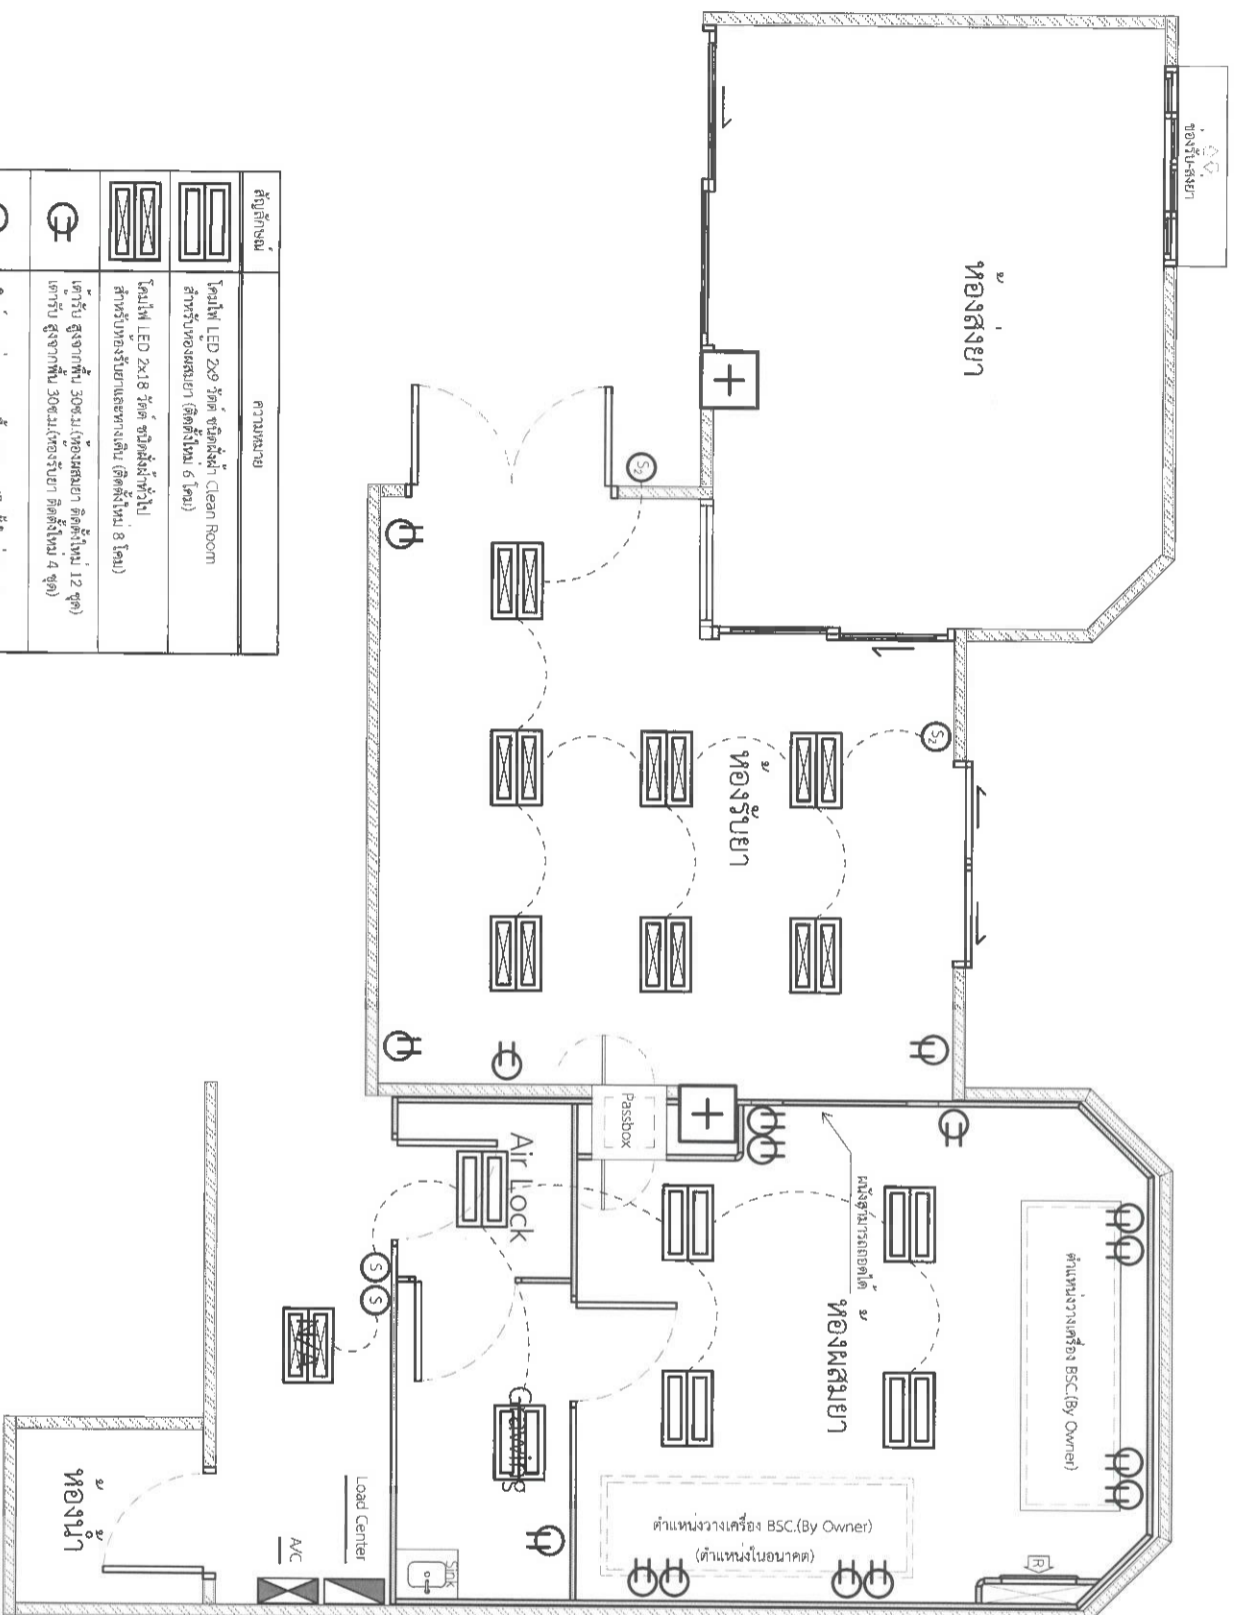 ช่องรับ-ส่งยา
ห้องส่งยา
S2
S2
ห้องรับยา
Passbox
Air Lock
ผนังสามารถถอดได้
ห้องผสมยา
ตำแหน่งวางเครื่อง BSC.(By Owner)
ตำแหน่งวางเครื่อง BSC.(By Owner)
(ตำแหน่งในอนาคต)
R
S
S
Gowning
Sink
Load Center
A/C
ห้องน้ำ
สัญลักษณ์
ความหมาย
โคมไฟ LED 2x9 วัตต์ ชนิดฝังฝ้า Clean Room
สำหรับห้องผสมยา (ติดตั้งใหม่ 6 โคม)
โคมไฟ LED 2x18 วัตต์ ชนิดฝังฝ้าทั่วไป
สำหรับห้องรับยาและทางเดิน (ติดตั้งใหม่ 8 โคม)
เต้ารับ สูงจากพื้น 30ซ.ม.(ห้องผสมยา ติดตั้งใหม่ 12 ชุด)
เต้ารับ สูงจากพื้น 30ซ.ม.(ห้องรับยา ติดตั้งใหม่ 4 ชุด)